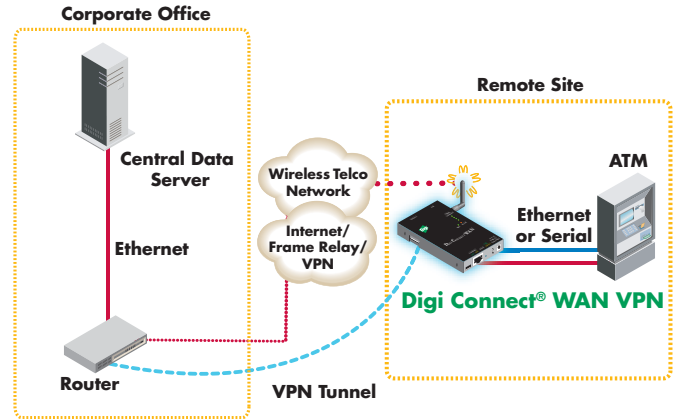 Corporate Office
Central Data
Server
Ethernet
Router
Wireless Telco
Network
Internet/
Frame Relay/
VPN
VPN Tunnel
Remote Site
ATM
Ethernet
or Serial
WAN
Digi Connect® WAN VPN